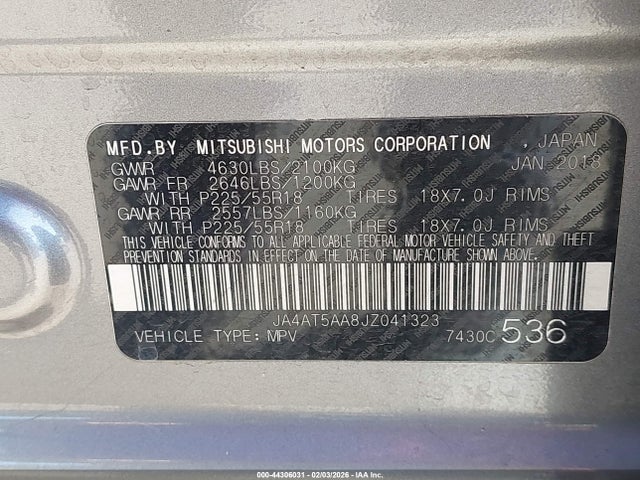 MFD.BY MITSUBISHI MOTORS CORPORATION , JAPAN
GVWR 4630LBS/2100KG JAN 2018
GAWR FR 2646LBS/1200KG
WITH P225/55R18 TIRES 18X7.0J RIMS
GAWR RR 2557LBS/1160KG
WITH P225/55R18 TIRES 18X7.0J RIMS
THIS VEHICLE CONFORMS TO ALL APPLICABLE FEDERAL MOTOR VEHICLE SAFETY AND THEFT
PREVENTION STANDARDS IN EFFECT ON THE DATE OF MANUFACTURE SHOWN ABOVE.
JA4AT5AA8JZ041323
VEHICLE TYPE: MPV 7430C 536
000-44306031 - 02/03/2026 - IAA Inc.